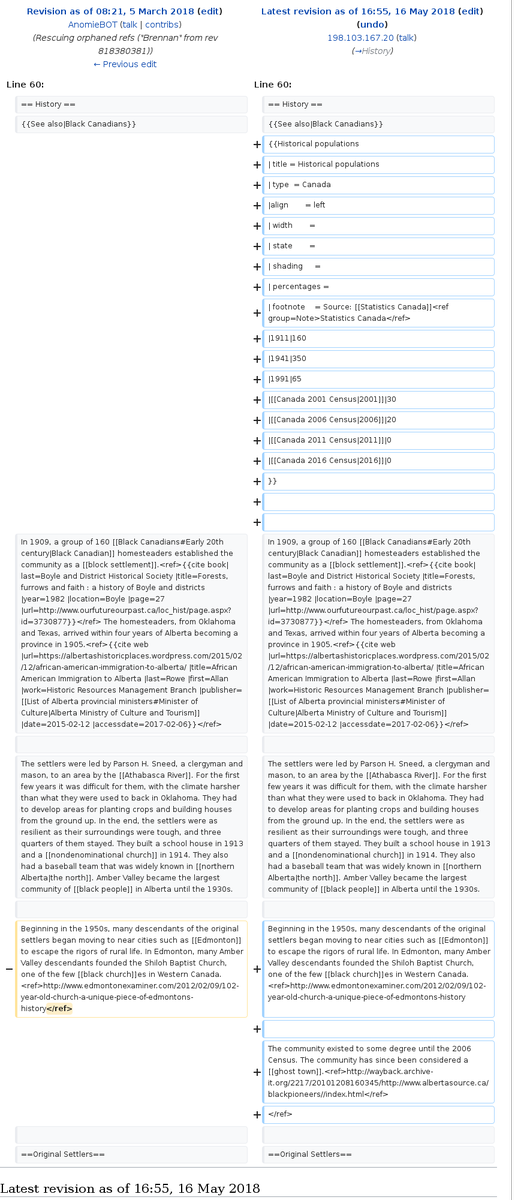 Revision as of 08:21, 5 March 2018 (edit)
AnomieBOT (talk | contribs)
(Rescuing orphaned refs ("Brennan" from rev
818380381))
← Previous edit
Latest revision as of 16:55, 16 May 2018 (edit)
(undo)
198.103.167.20 (talk)
(→History)
Line 60:
Line 60:
== History ==
== History ==
{{See also|Black Canadians}}
{{See also|Black Canadians}}
+ {{Historical populations
+ | title = Historical populations
+ | type = Canada
+ |align = left
+ | width =
+ | state =
+ | shading =
+ | percentages =
+ | footnote = Source: [[Statistics Canada]]<ref
group=Note>Statistics Canada</ref>
+ |1911|160
+ |1941|350
+ |1991|65
+ |[[Canada 2001 Census|2001]]|30
+ |[[Canada 2006 Census|2006]]|20
+ |[[Canada 2011 Census|2011]]|0
+ |[[Canada 2016 Census|2016]]|0
+ }}
+
+
In 1909, a group of 160 [[Black Canadians#Early 20th
century|Black Canadian]] homesteaders established the
community as a [[block settlement]].<ref>{{cite book|
last=Boyle and District Historical Society |title=Forests,
furrows and faith : a history of Boyle and districts
|year=1982 |location=Boyle |page=27
|url=http://www.ourfutureourpast.ca/loc_hist/page.aspx?
id=3730877}}</ref> The homesteaders, from Oklahoma
and Texas, arrived within four years of Alberta becoming a
province in 1905.<ref>{{cite web
|url=https://albertashistoricplaces.wordpress.com/2015/02
/12/african-american-immigration-to-alberta/ |title=African
American Immigration to Alberta |last=Rowe |first=Allan
|work=Historic Resources Management Branch |publisher=
[[List of Alberta provincial ministers#Minister of
Culture|Alberta Ministry of Culture and Tourism]]
|date=2015-02-12 |accessdate=2017-02-06}}</ref>
In 1909, a group of 160 [[Black Canadians#Early 20th
century|Black Canadian]] homesteaders established the
community as a [[block settlement]].<ref>{{cite book|
last=Boyle and District Historical Society |title=Forests,
furrows and faith : a history of Boyle and districts
|year=1982 |location=Boyle |page=27
|url=http://www.ourfutureourpast.ca/loc_hist/page.aspx?
id=3730877}}</ref> The homesteaders, from Oklahoma
and Texas, arrived within four years of Alberta becoming a
province in 1905.<ref>{{cite web
|url=https://albertashistoricplaces.wordpress.com/2015/02
/12/african-american-immigration-to-alberta/ |title=African
American Immigration to Alberta |last=Rowe |first=Allan
|work=Historic Resources Management Branch |publisher=
[[List of Alberta provincial ministers#Minister of
Culture|Alberta Ministry of Culture and Tourism]]
|date=2015-02-12 |accessdate=2017-02-06}}</ref>
The settlers were led by Parson H. Sneed, a clergyman and
mason, to an area by the [[Athabasca River]]. For the first
few years it was difficult for them, with the climate harsher
than what they were used to back in Oklahoma. They had
to develop areas for planting crops and building houses
from the ground up. In the end, the settlers were as
resilient as their surroundings were tough, and three
quarters of them stayed. They built a school house in 1913
and a [[nondenominational church]] in 1914. They also
had a baseball team that was widely known in [[northern
Alberta|the north]]. Amber Valley became the largest
community of [[black people]] in Alberta until the 1930s.
The settlers were led by Parson H. Sneed, a clergyman and
mason, to an area by the [[Athabasca River]]. For the first
few years it was difficult for them, with the climate harsher
than what they were used to back in Oklahoma. They had
to develop areas for planting crops and building houses
from the ground up. In the end, the settlers were as
resilient as their surroundings were tough, and three
quarters of them stayed. They built a school house in 1913
and a [[nondenominational church]] in 1914. They also
had a baseball team that was widely known in [[northern
Alberta|the north]]. Amber Valley became the largest
community of [[black people]] in Alberta until the 1930s.
− Beginning in the 1950s, many descendants of the original
settlers began moving to near cities such as [[Edmonton]]
to escape the rigors of rural life. In Edmonton, many Amber
Valley descendants founded the Shiloh Baptist Church,
one of the few [[black church]]es in Western Canada.
<ref>http://www.edmontonexaminer.com/2012/02/09/102-
year-old-church-a-unique-piece-of-edmontons-
history</ref>
+ Beginning in the 1950s, many descendants of the original
settlers began moving to near cities such as [[Edmonton]]
to escape the rigors of rural life. In Edmonton, many Amber
Valley descendants founded the Shiloh Baptist Church,
one of the few [[black church]]es in Western Canada.
<ref>http://www.edmontonexaminer.com/2012/02/09/102-
year-old-church-a-unique-piece-of-edmontons-history
+
+ The community existed to some degree until the 2006
Census. The community has since been considered a
[[ghost town]].<ref>http://wayback.archive-
it.org/2217/20101208160345/http://www.albertasource.ca/
blackpioneers//index.html</ref>
+ </ref>
==Original Settlers==
==Original Settlers==
Latest revision as of 16:55, 16 May 2018